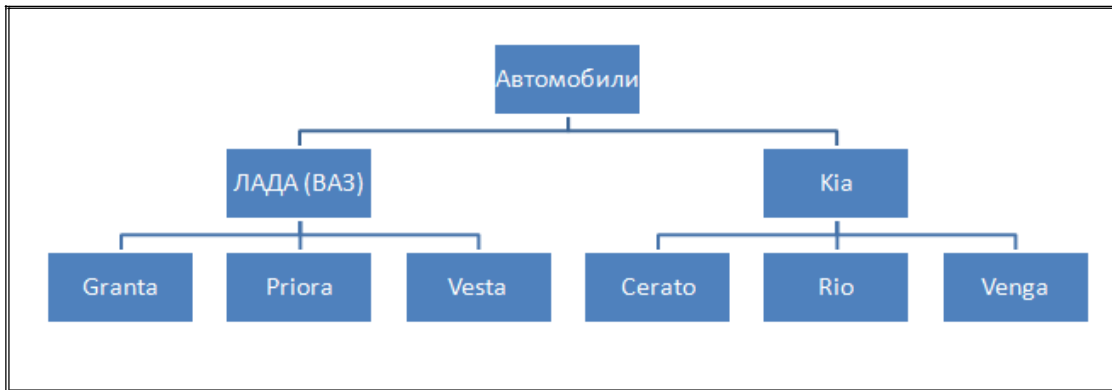 Автомобили
ЛАДА (ВАЗ)
Kia
Granta
Priora
Vesta
Cerato
Rio
Venga